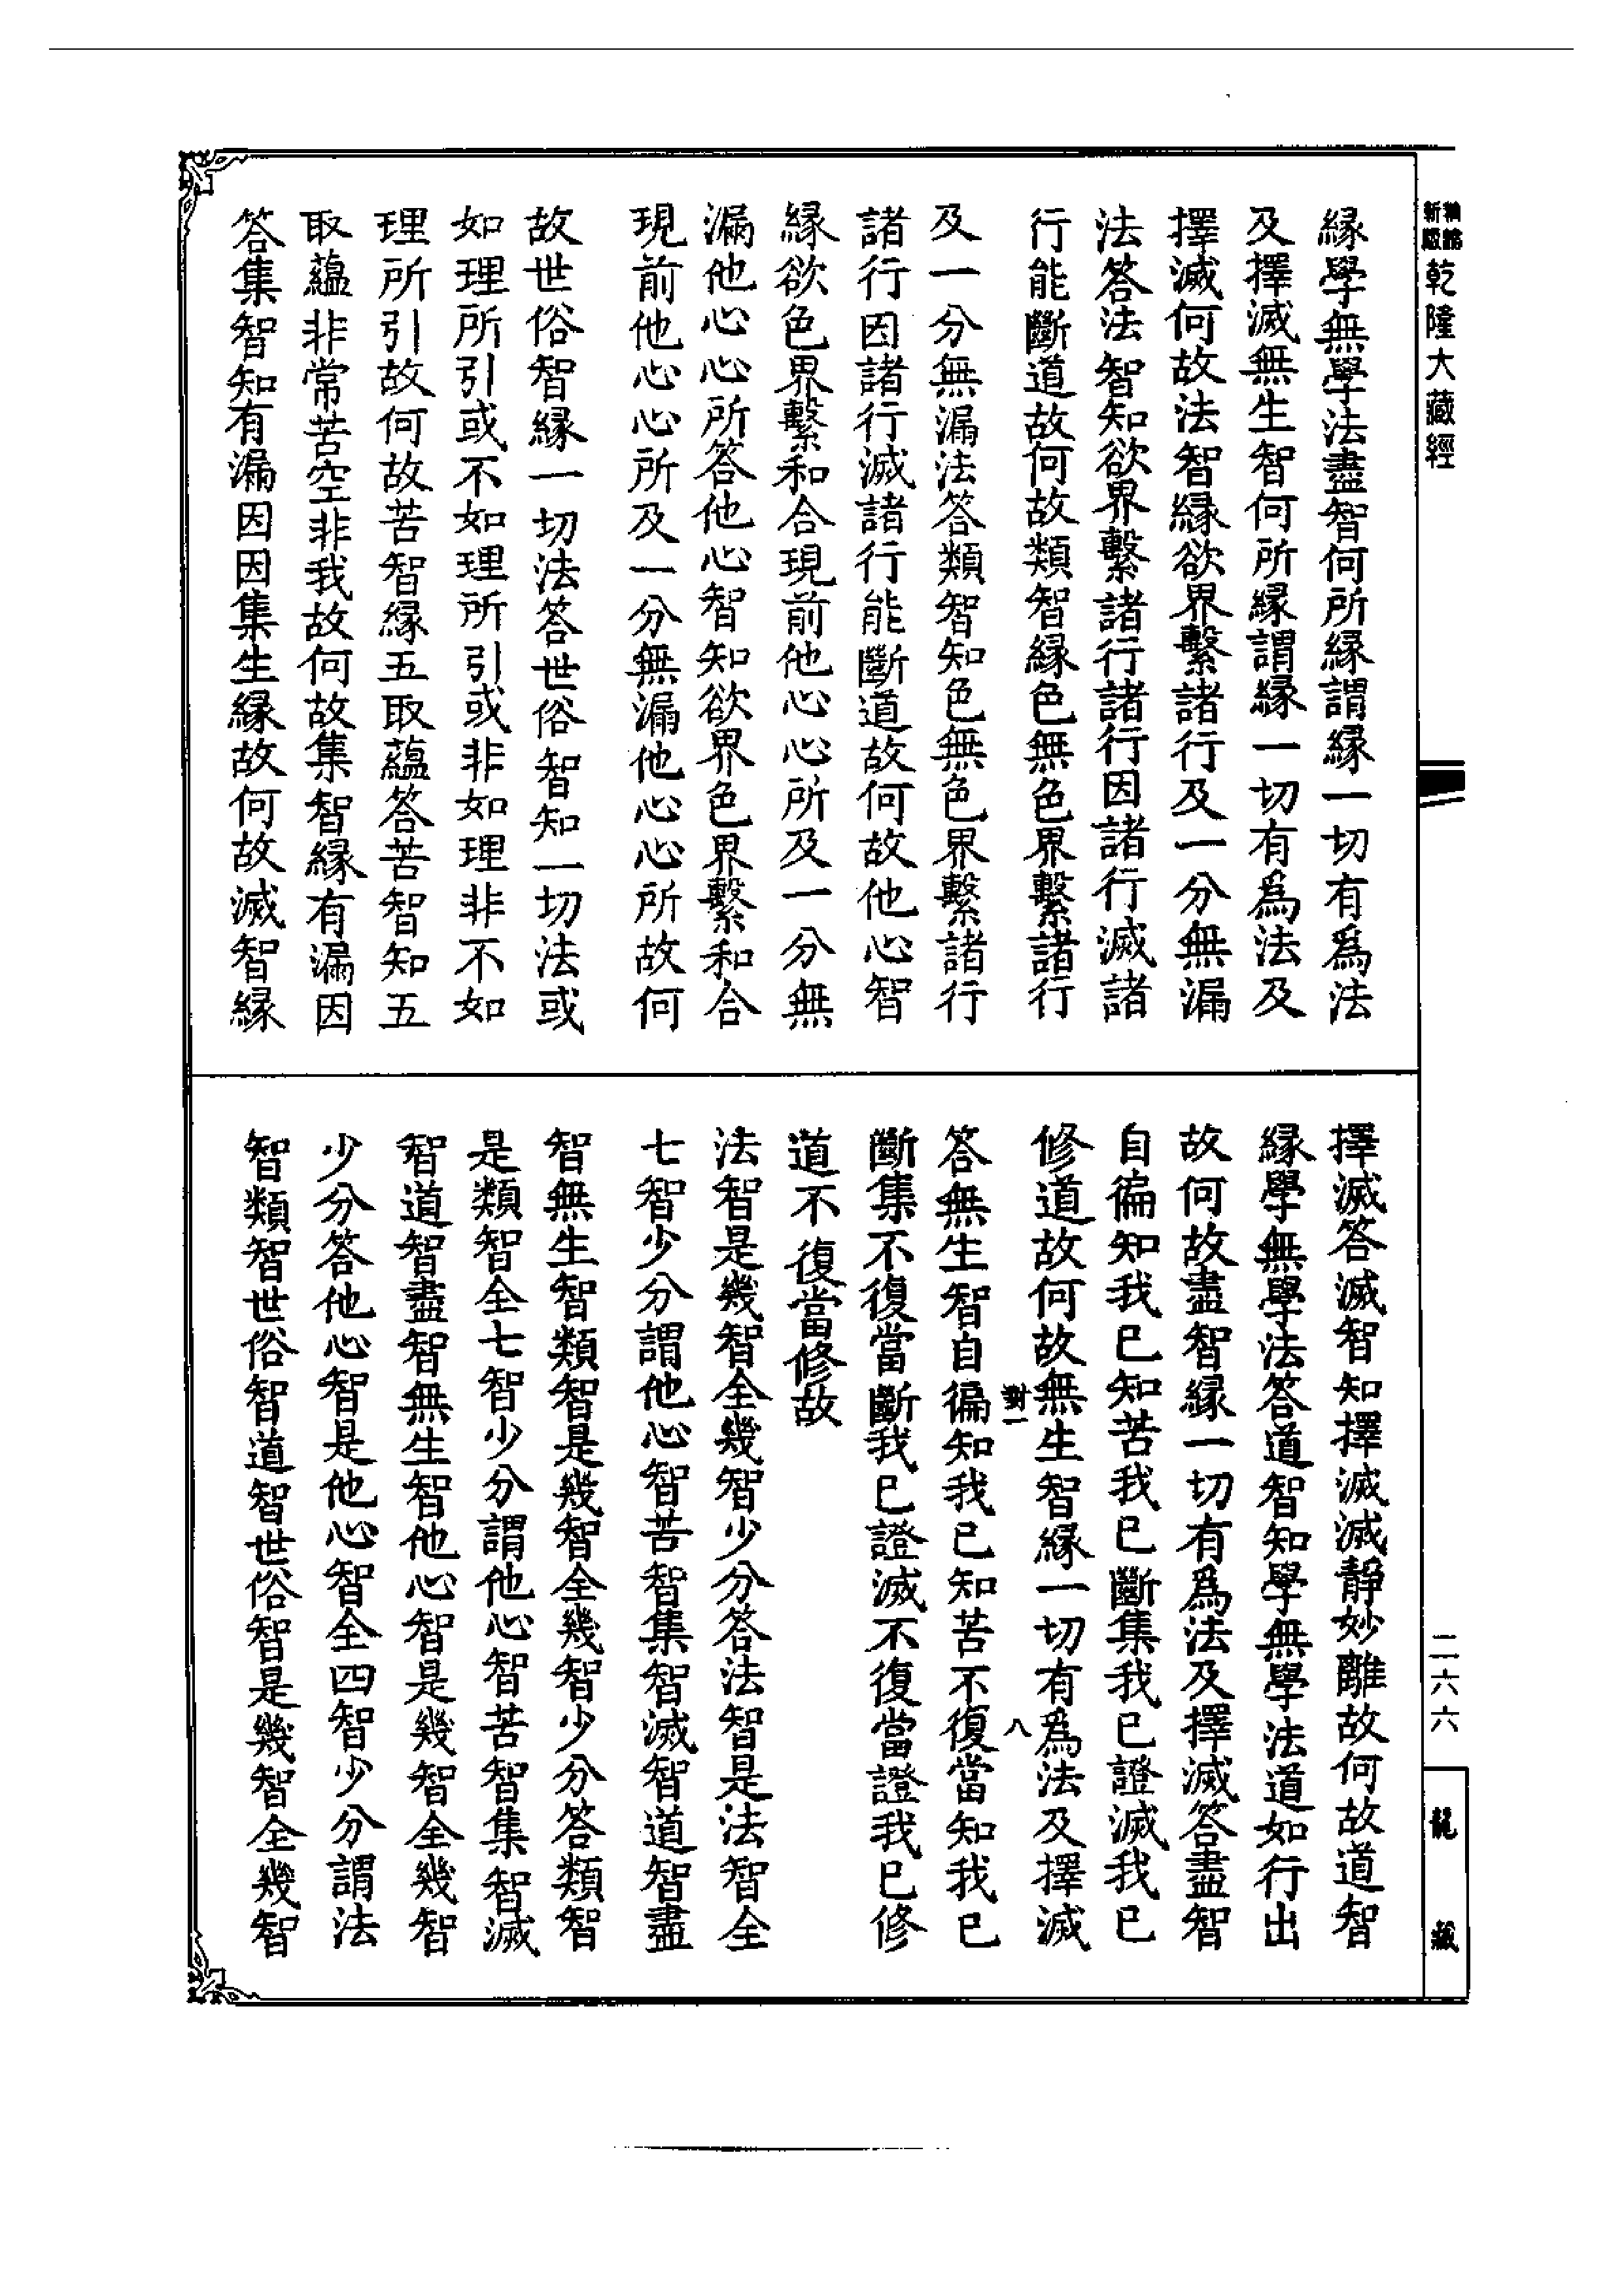 新編縮版乾隆大藏經
緣學無學法盡智何所緣謂緣一切有爲法
及擇滅無生智何所緣謂緣一切有爲法及
擇滅何故法智緣欲界繫諸行及一分無漏
法答法智知欲界繫諸行諸行因諸行滅諸
行能斷道故何故類智緣色無色界繫諸行
及一分無漏法答類智知色無色界繫諸行
諸行因諸行滅諸行能斷道故何故他心智
緣欲色界繫和合現前他心心所及一分無
漏他心心所答他心智知欲界色界繫和合
現前他心心所及一分無漏他心心所故何
故世俗智緣一切法答世俗智知一切法或
如理所引或不如理所引或非如理非不如
理所引故何故苦智緣五取蘊答苦智知五
取蘊非常苦空非我故何故集智緣有漏因
答集智知有漏因因集生緣故何故滅智緣
擇滅答滅智知擇滅滅靜妙離故何故道智
緣學無學法答道智知學無學法道如行出
故何故盡智緣一切有爲法及擇滅答盡智
自徧知我已知苦我已斷集我已證滅我已
修道故何故無生智緣一切有爲法及擇滅
對一 八
答無生智自徧知我已知苦不復當知我已
斷集不復當斷我已證滅不復當證我已修
道不復當修故
法智是幾智全幾智少分答法智是法智全
七智少分謂他心智苦智集智滅智道智盡
智無生智類智是幾智全幾智少分答類智
是類智全七智少分謂他心智苦智集智滅
智道智盡智無生智他心智是幾智全幾智
少分答他心智是他心智全四智少分謂法
智類智世俗智道智世俗智是幾智全幾智
二六六
龍藏